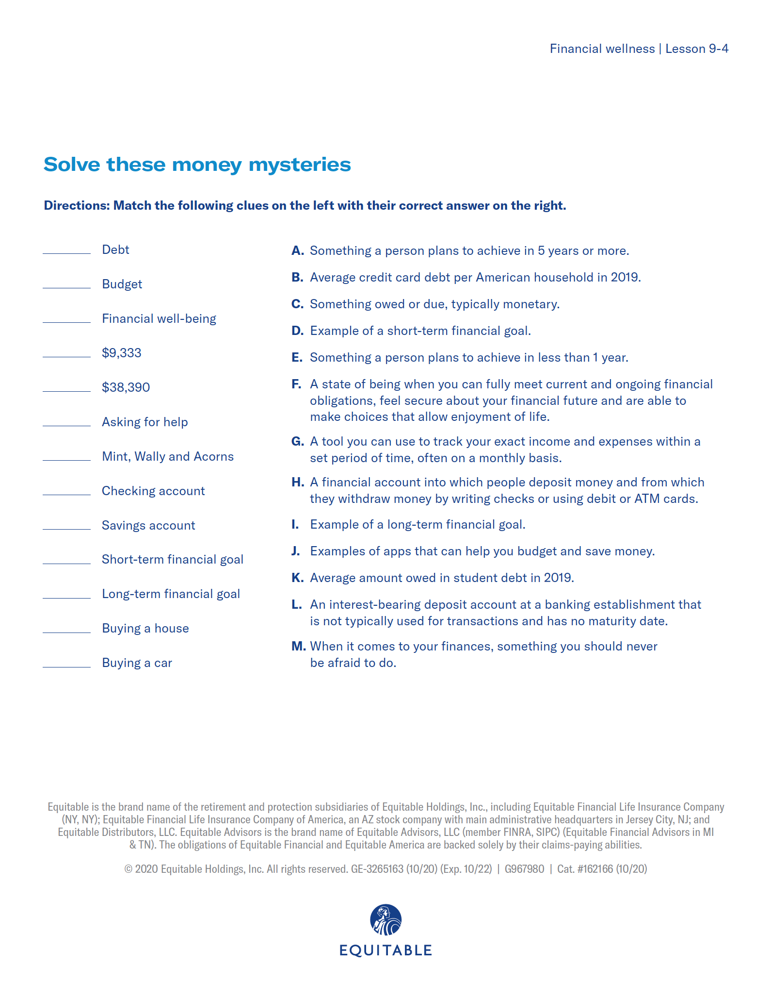 Financial wellness | Lesson 9-4
Solve these money mysteries
Directions: Match the following clues on the left with their correct answer on the right.
Debt
Budget
Financial well-being
$9,333
$38,390
Asking for help
Mint, Wally and Acorns
Checking account
Savings account
Short-term financial goal
Long-term financial goal
Buying a house
Buying a car
A. Something a person plans to achieve in 5 years or more.
B. Average credit card debt per American household in 2019.
C. Something owed or due, typically monetary.
D. Example of a short-term financial goal.
E. Something a person plans to achieve in less than 1 year.
F. A state of being when you can fully meet current and ongoing financial
obligations, feel secure about your financial future and are able to
make choices that allow enjoyment of life.
G. A tool you can use to track your exact income and expenses within a
set period of time, often on a monthly basis.
H. A financial account into which people deposit money and from which
they withdraw money by writing checks or using debit or ATM cards.
I. Example of a long-term financial goal.
J. Examples of apps that can help you budget and save money.
K. Average amount owed in student debt in 2019.
L. An interest-bearing deposit account at a banking establishment that
is not typically used for transactions and has no maturity date.
M. When it comes to your finances, something you should never
be afraid to do.
Equitable is the brand name of the retirement and protection subsidiaries of Equitable Holdings, Inc., including Equitable Financial Life Insurance Company
(NY, NY); Equitable Financial Life Insurance Company of America, an AZ stock company with main administrative headquarters in Jersey City, NJ; and
Equitable Distributors, LLC. Equitable Advisors is the brand name of Equitable Advisors, LLC (member FINRA, SIPC) (Equitable Financial Advisors in MI
& TN). The obligations of Equitable Financial and Equitable America are backed solely by their claims-paying abilities.
© 2020 Equitable Holdings, Inc. All rights reserved. GE-3265163 (10/20) (Exp. 10/22) | G967980 | Cat. #162166 (10/20)
EQUITABLE